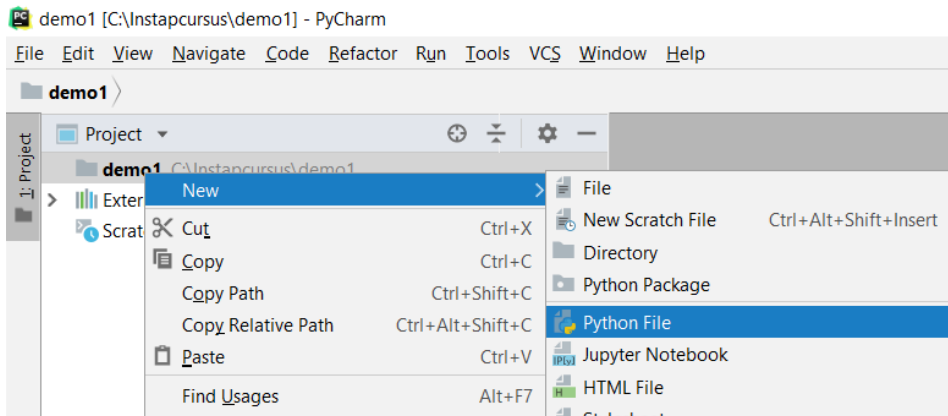 demo1 [C:\Instapcursus\demo1] - PyCharm
File Edit View Navigate Code Refactor Run Tools VCS Window Help
demo1
1: Project
Project
demo1 C:\Instapcursus\demo1
Exter
Scrat
New
Cut Ctrl+X
Copy Ctrl+C
Copy Path Ctrl+Shift+C
Copy Relative Path Ctrl+Alt+Shift+C
Paste Ctrl+V
Find Usages Alt+F7
File
New Scratch File Ctrl+Alt+Shift+Insert
Directory
Python Package
Python File
Jupyter Notebook
HTML File